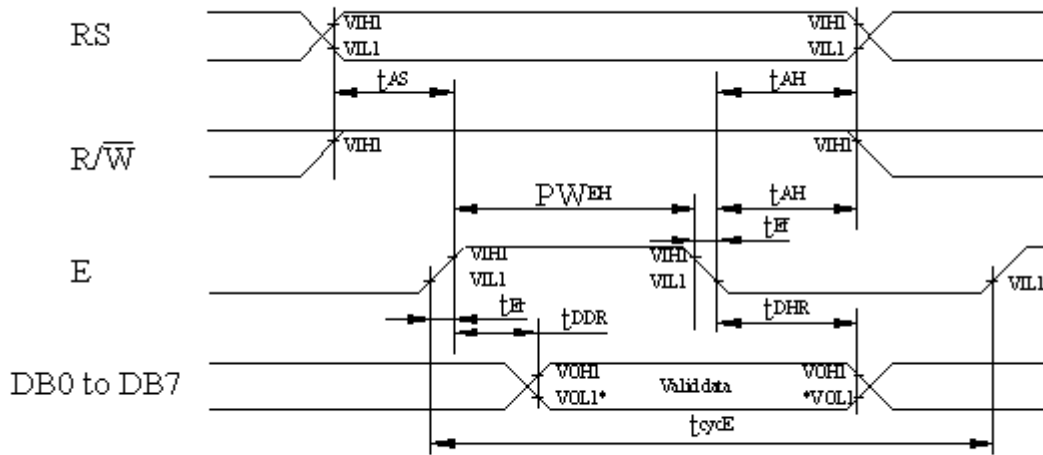 RS
VIH1 VIH1
VIL1 VIL1
tAS tAH
R/W̅
VIH1 VIH1
PWEH tAH
tEf
E
VIH1 VIH1
VIL1 VIL1 VIL1
tEr tDDR tDHR
DB0 to DB7
VOH1 Valid data VOH1
VOL1* *VOL1
tcycE